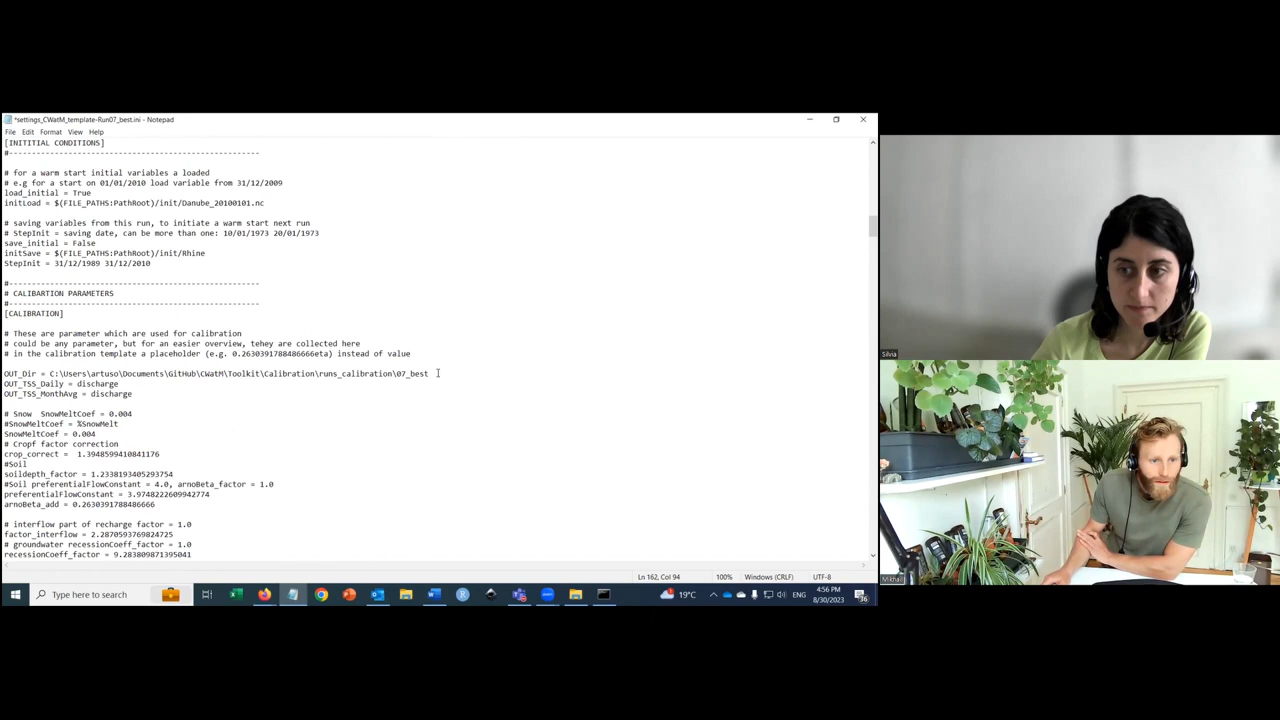 *settings_CWatM_template-Run07_best.ini - Notepad
File Edit Format View Help
[INITITIAL CONDITIONS]
#-------------------------------------------------------
# for a warm start initial variables a loaded
# e.g for a start on 01/01/2010 load variable from 31/12/2009
load_initial = True
initLoad = $(FILE_PATHS:PathRoot)/init/Danube_20100101.nc
# saving variables from this run, to initiate a warm start next run
# StepInit = saving date, can be more than one: 10/01/1973 20/01/1973
save_initial = False
initSave = $(FILE_PATHS:PathRoot)/init/Rhine
StepInit = 31/12/1989 31/12/2010
#-------------------------------------------------------
# CALIBARTION PARAMETERS
#-------------------------------------------------------
[CALIBRATION]
# These are parameter which are used for calibration
# could be any parameter, but for an easier overview, tehey are collected here
# in the calibration template a placeholder (e.g. 0.2630391788486666eta) instead of value
OUT_Dir = C:\Users\artuso\Documents\GitHub\CWatM\Toolkit\Calibration\runs_calibration\07_best
OUT_TSS_Daily = discharge
OUT_TSS_MonthAvg = discharge
# Snow  SnowMeltCoef = 0.004
#SnowMeltCoef = %SnowMelt
SnowMeltCoef = 0.004
# Cropf factor correction
crop_correct =  1.3948599410841176
#Soil
soildepth_factor = 1.2338193405293754
#Soil preferentialFlowConstant = 4.0, arnoBeta_factor = 1.0
preferentialFlowConstant = 3.9748222609942774
arnoBeta_add = 0.2630391788486666
# interflow part of recharge factor = 1.0
factor_interflow = 2.2870593769824725
# groundwater recessionCoeff_factor = 1.0
recessionCoeff_factor = 9.283809871395041
Ln 162, Col 94 100% Windows (CRLF) UTF-8
Type here to search
19°C ENG
4:56 PM
8/30/2023
36
Silvia
Mikhail